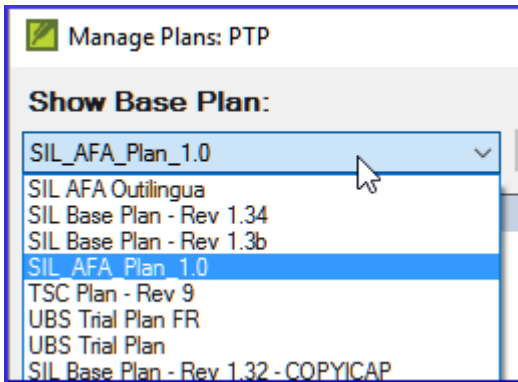 Manage Plans: PTP
Show Base Plan:
SIL_AFA_Plan_1.0
SIL AFA Outilingua
SIL Base Plan - Rev 1.34
SIL Base Plan - Rev 1.3b
SIL_AFA_Plan_1.0
TSC Plan - Rev 9
UBS Trial Plan FR
UBS Trial Plan
SIL Base Plan - Rev 1.32 - COPYICAP